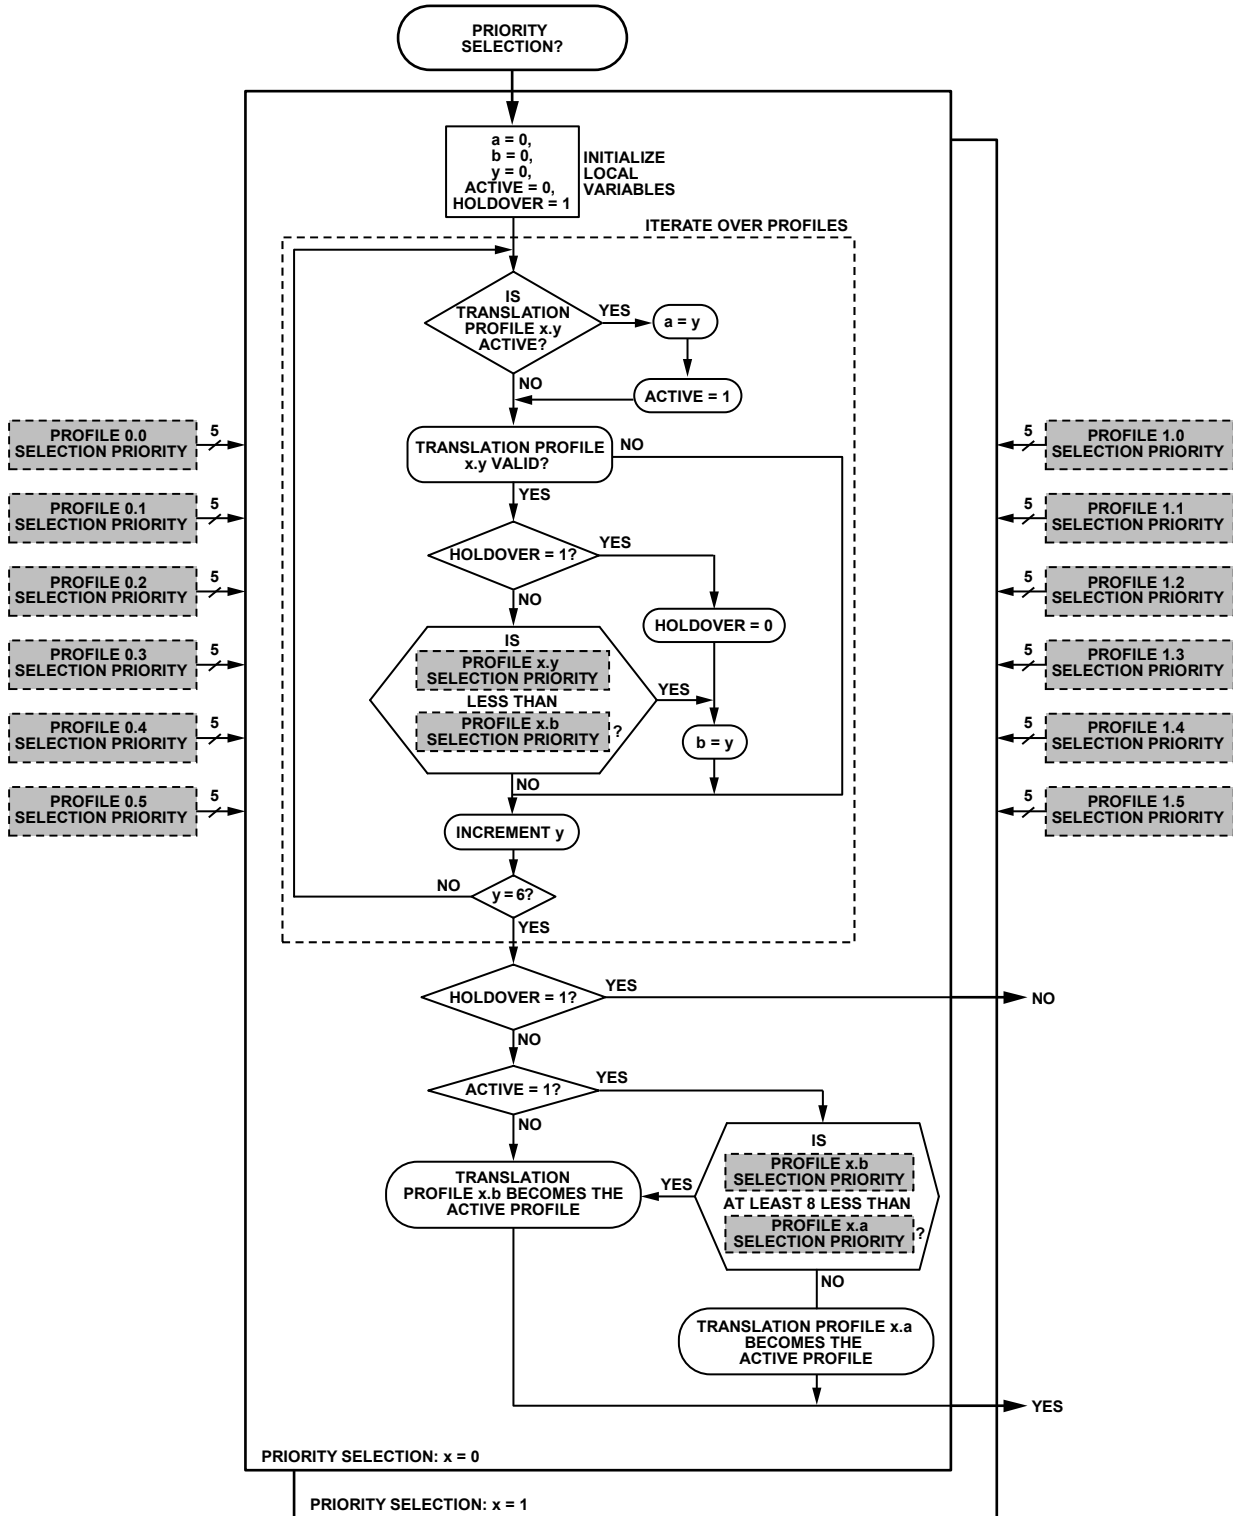 PRIORITY
SELECTION?
a = 0,
b = 0,
y = 0,
ACTIVE = 0,
HOLDOVER = 1
INITIALIZE
LOCAL
VARIABLES
ITERATE OVER PROFILES
IS
TRANSLATION
PROFILE x.y
ACTIVE?
YES
a = y
NO
ACTIVE = 1
TRANSLATION PROFILE
x.y VALID?
NO
YES
HOLDOVER = 1?
YES
NO
HOLDOVER = 0
IS
PROFILE x.y
SELECTION PRIORITY
LESS THAN
PROFILE x.b
SELECTION PRIORITY
?
YES
b = y
NO
INCREMENT y
y = 6?
NO
YES
HOLDOVER = 1?
YES
NO
NO
ACTIVE = 1?
YES
NO
IS
PROFILE x.b
SELECTION PRIORITY
AT LEAST 8 LESS THAN
PROFILE x.a
SELECTION PRIORITY
?
YES
TRANSLATION
PROFILE x.b BECOMES THE
ACTIVE PROFILE
NO
TRANSLATION PROFILE x.a
BECOMES THE
ACTIVE PROFILE
YES
PROFILE 0.0
SELECTION PRIORITY
5
PROFILE 0.1
SELECTION PRIORITY
5
PROFILE 0.2
SELECTION PRIORITY
5
PROFILE 0.3
SELECTION PRIORITY
5
PROFILE 0.4
SELECTION PRIORITY
5
PROFILE 0.5
SELECTION PRIORITY
5
5
PROFILE 1.0
SELECTION PRIORITY
5
PROFILE 1.1
SELECTION PRIORITY
5
PROFILE 1.2
SELECTION PRIORITY
5
PROFILE 1.3
SELECTION PRIORITY
5
PROFILE 1.4
SELECTION PRIORITY
5
PROFILE 1.5
SELECTION PRIORITY
PRIORITY SELECTION: x = 0
PRIORITY SELECTION: x = 1